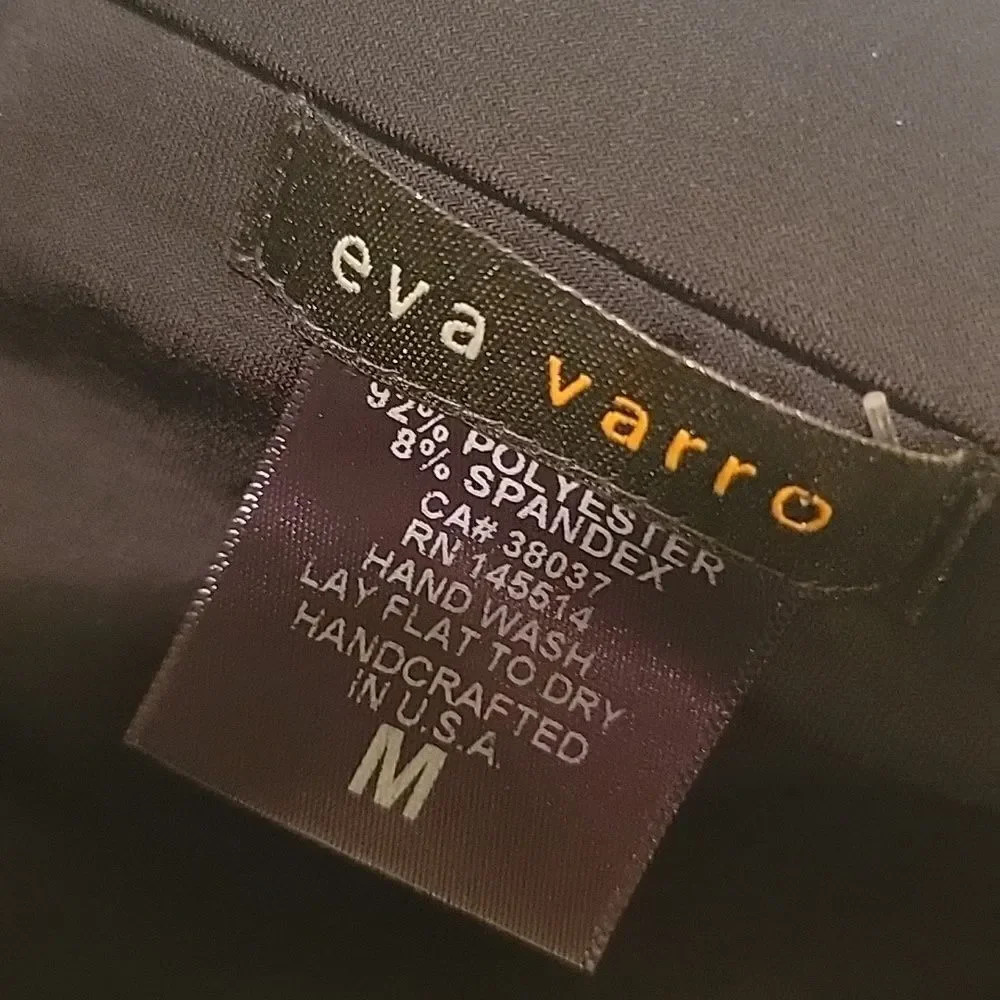 eva varro
92% POLYESTER
8% SPANDEX
CA# 38037
RN 145514
HAND WASH
LAY FLAT TO DRY
HANDCRAFTED
IN U.S.A
M